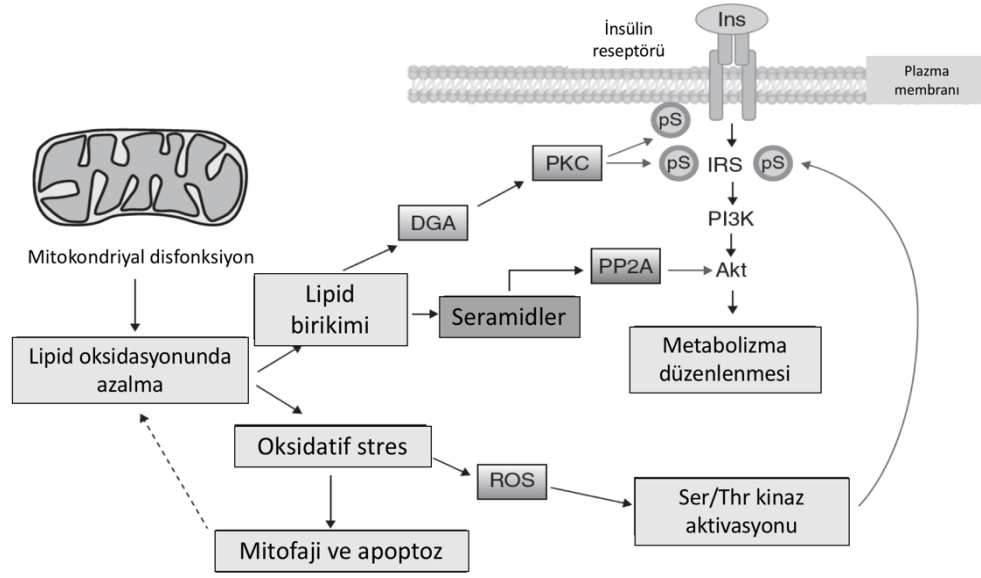 Ins
İnsülin
reseptörü
Plazma
membranı
pS
PKC
pS
IRS
pS
DGA
PI3K
Mitokondriyal disfonksiyon
PP2A
Akt
Lipid
birikimi
Seramidler
Lipid oksidasyonunda
azalma
Metabolizma
düzenlenmesi
Oksidatif stres
ROS
Ser/Thr kinaz
aktivasyonu
Mitofaji ve apoptoz